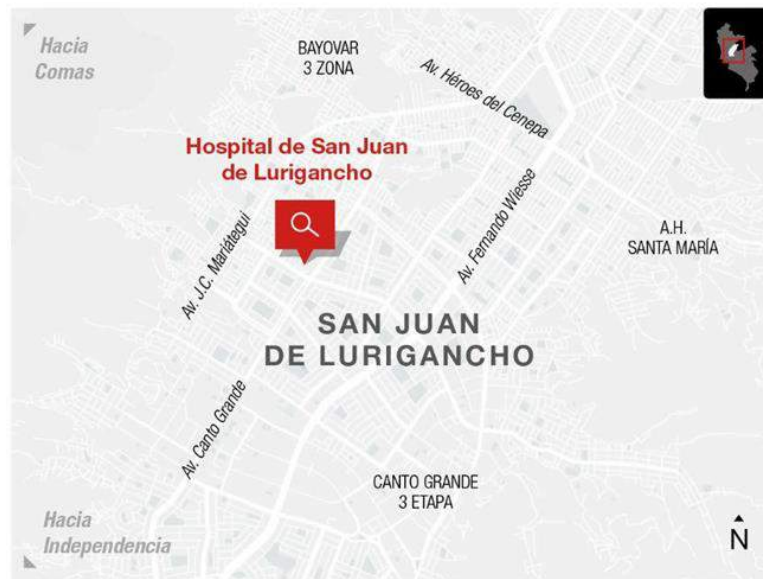 Hacia
Comas
BAYOVAR
3 ZONA
Av. Héroes del Cenepa
Hospital de San Juan
de Lurigancho
Av. J.C. Mariátegui
Av. Fernando Wiesse
A.H.
SANTA MARÍA
SAN JUAN
DE LURIGANCHO
Av. Canto Grande
CANTO GRANDE
3 ETAPA
Hacia
Independencia
N